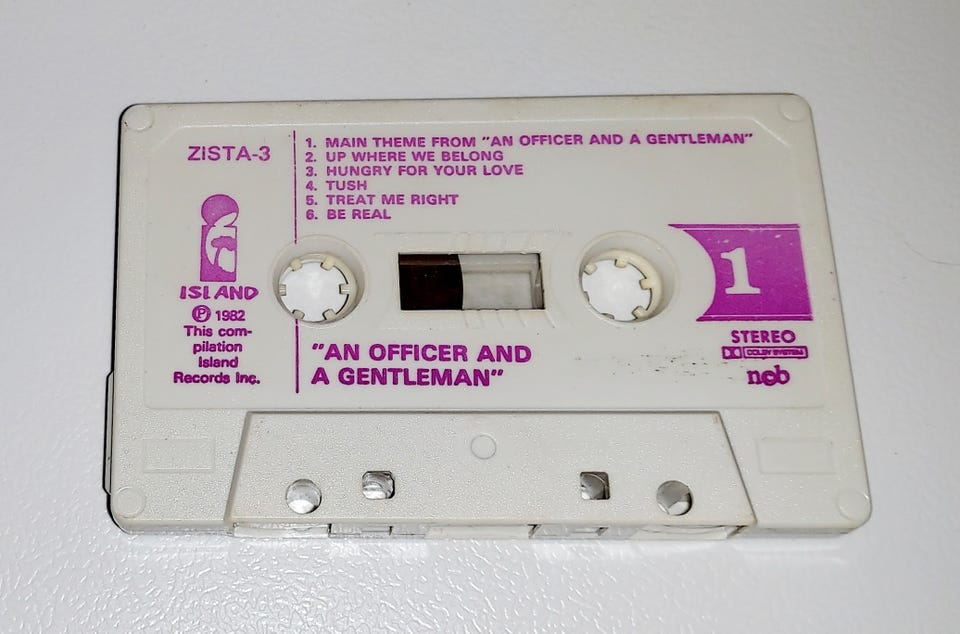 ZISTA-3
ISLAND
Ⓟ 1982
This com-
pilation
Island
Records Inc.
1. MAIN THEME FROM "AN OFFICER AND A GENTLEMAN"
2. UP WHERE WE BELONG
3. HUNGRY FOR YOUR LOVE
4. TUSH
5. TREAT ME RIGHT
6. BE REAL
"AN OFFICER AND
A GENTLEMAN"
1
STEREO
DOLBY SYSTEM
ncb